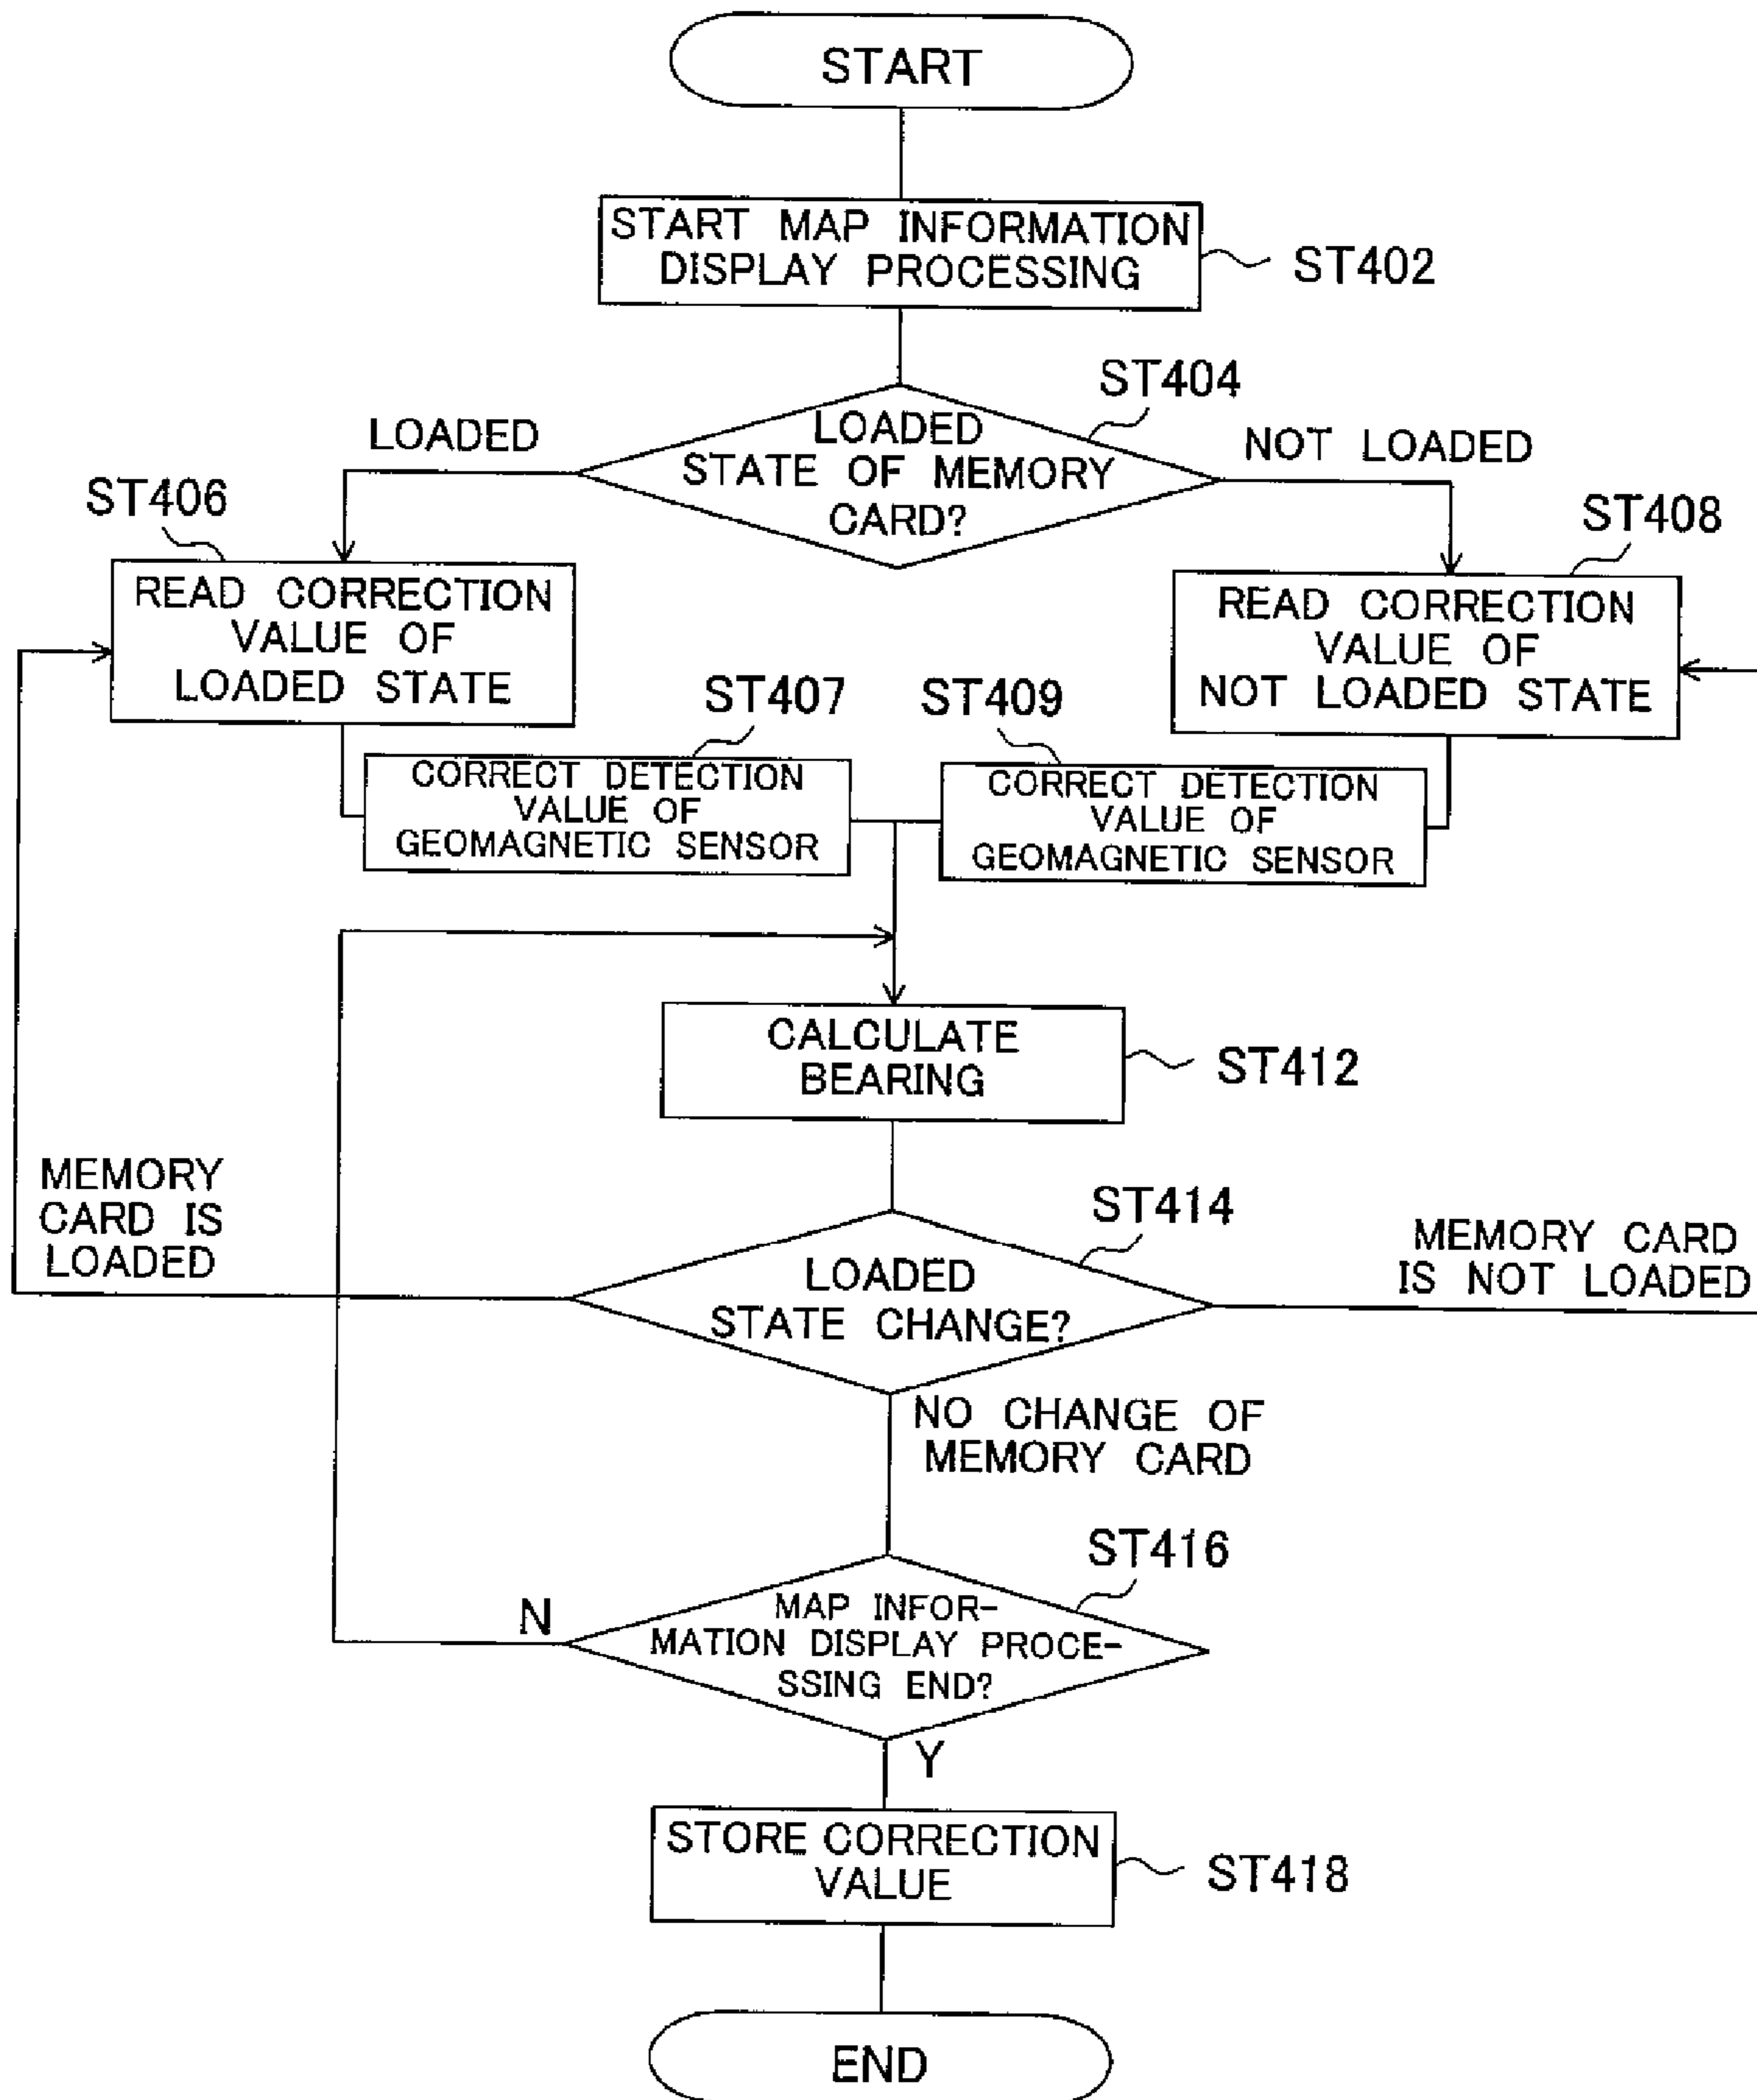 START
START MAP INFORMATION
DISPLAY PROCESSING
ST402
ST404
LOADED
LOADED
STATE OF MEMORY
CARD?
NOT LOADED
ST406
READ CORRECTION
VALUE OF
LOADED STATE
ST408
READ CORRECTION
VALUE OF
NOT LOADED STATE
ST407
CORRECT DETECTION
VALUE OF
GEOMAGNETIC SENSOR
ST409
CORRECT DETECTION
VALUE OF
GEOMAGNETIC SENSOR
CALCULATE
BEARING
ST412
MEMORY
CARD IS
LOADED
ST414
LOADED
STATE CHANGE?
MEMORY CARD
IS NOT LOADED
NO CHANGE OF
MEMORY CARD
ST416
N
MAP INFOR-
MATION DISPLAY PROCE-
SSING END?
Y
STORE CORRECTION
VALUE
ST418
END